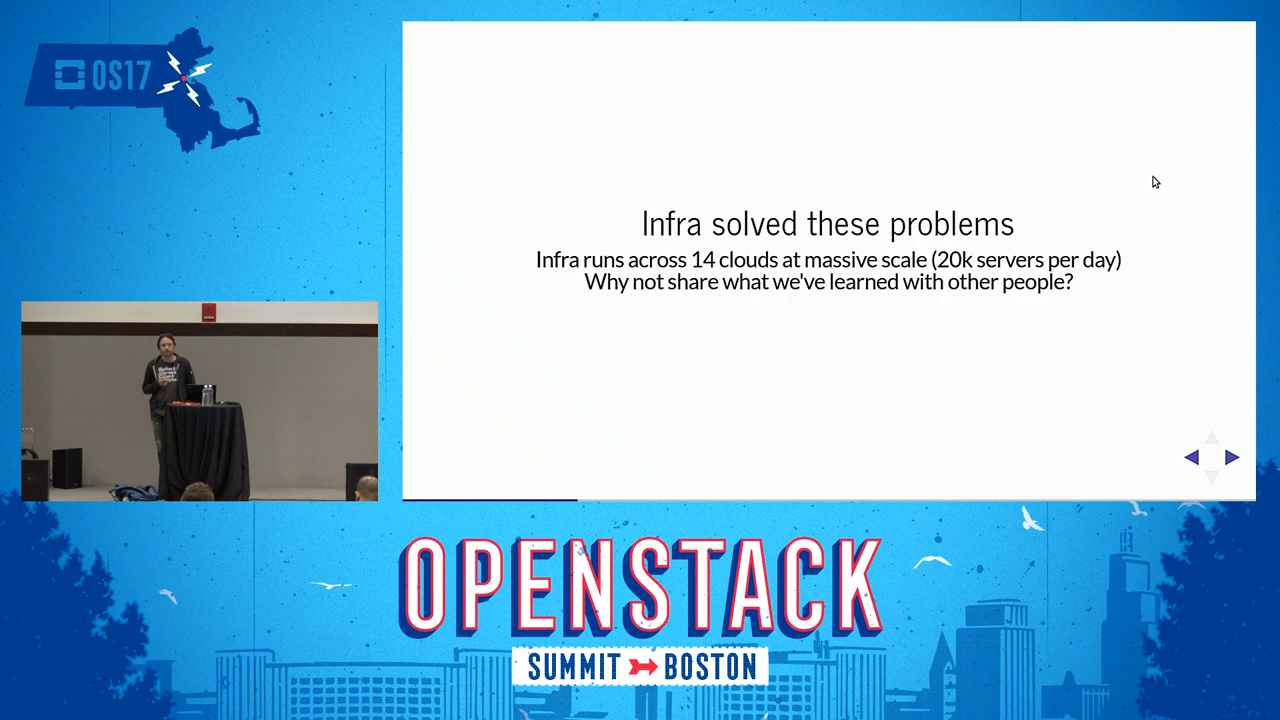 OS17
Infra solved these problems
Infra runs across 14 clouds at massive scale (20k servers per day)
Why not share what we've learned with other people?
OPENSTACK
SUMMIT BOSTON